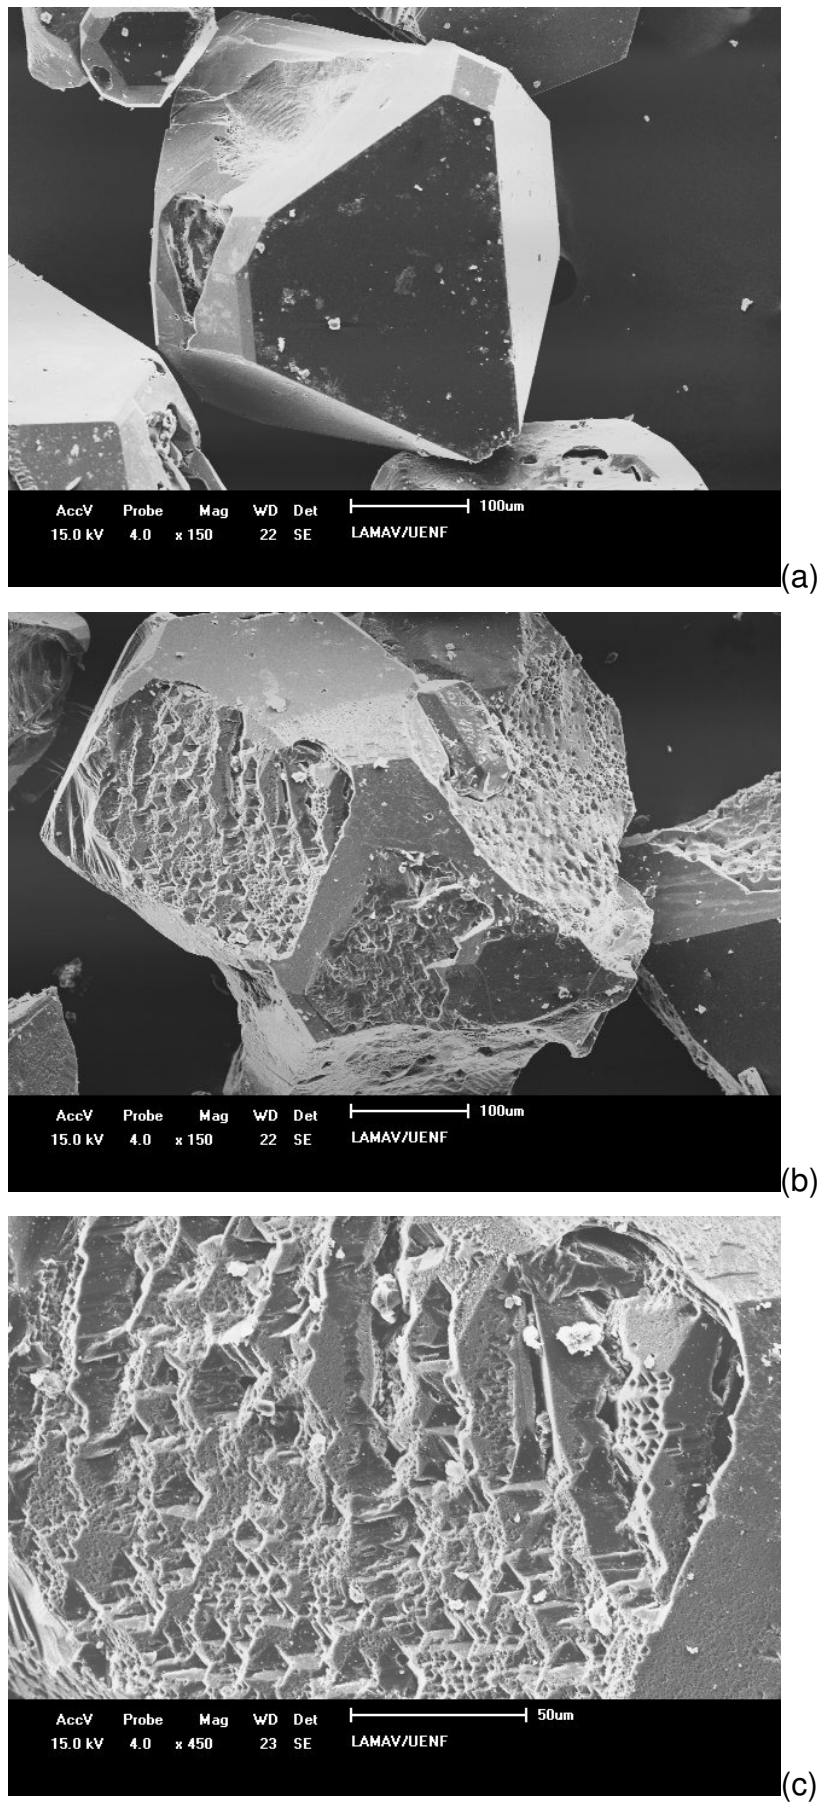 AccV Probe Mag WD Det 100um
15.0 kV 4.0 x 150 22 SE LAMAV/UENF
(a)
AccV Probe Mag WD Det 100um
15.0 kV 4.0 x 150 22 SE LAMAV/UENF
(b)
AccV Probe Mag WD Det 50um
15.0 kV 4.0 x 450 23 SE LAMAV/UENF
(c)